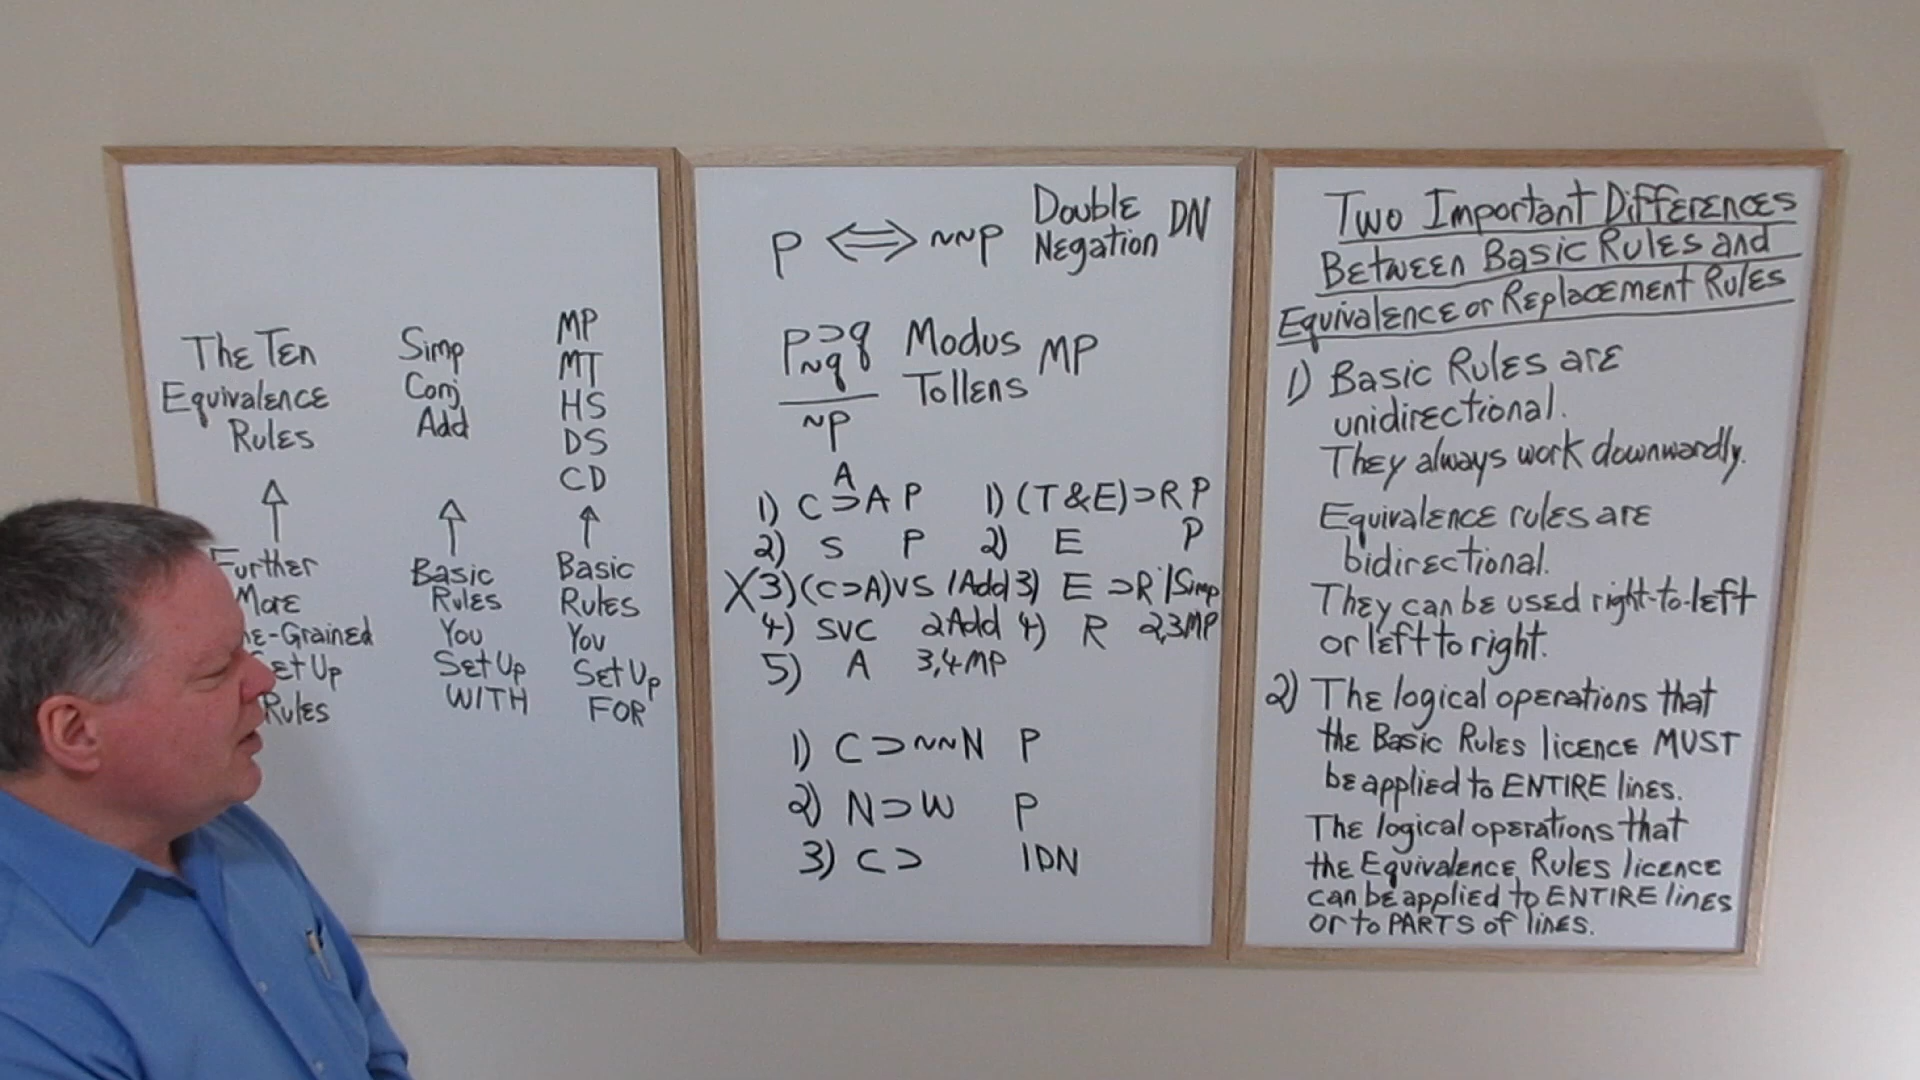 The Ten
Equivalence
Rules
Further
More
e-Grained
Set Up
Rules
Simp
Conj
Add
Basic
Rules
You
Set Up
WITH
MP
MT
HS
DS
CD
Basic
Rules
You
Set Up
FOR
P ⇔ ~~P Double Negation DN
P⊃q Modus
~q Tollens MP
~P
A
1) C ⊃ A P
2) S P
X3) (C⊃A)VS 1Add
4) SVC 2Add
5) A 3,4 MP
1) (T&E)⊃R P
2) E P
3) E ⊃R 1Simp
4) R 2,3MP
1) C⊃~~N P
2) N⊃W P
3) C⊃ 1DN
Two Important Differences
Between Basic Rules and
Equivalence or Replacement Rules
1) Basic Rules are
unidirectional.
They always work downwardly.
Equivalence rules are
bidirectional.
They can be used right-to-left
or left to right.
2) The logical operations that
the Basic Rules licence MUST
be applied to ENTIRE lines.
The logical operations that
the Equivalence Rules licence
can be applied to ENTIRE lines
or to PARTS of lines.